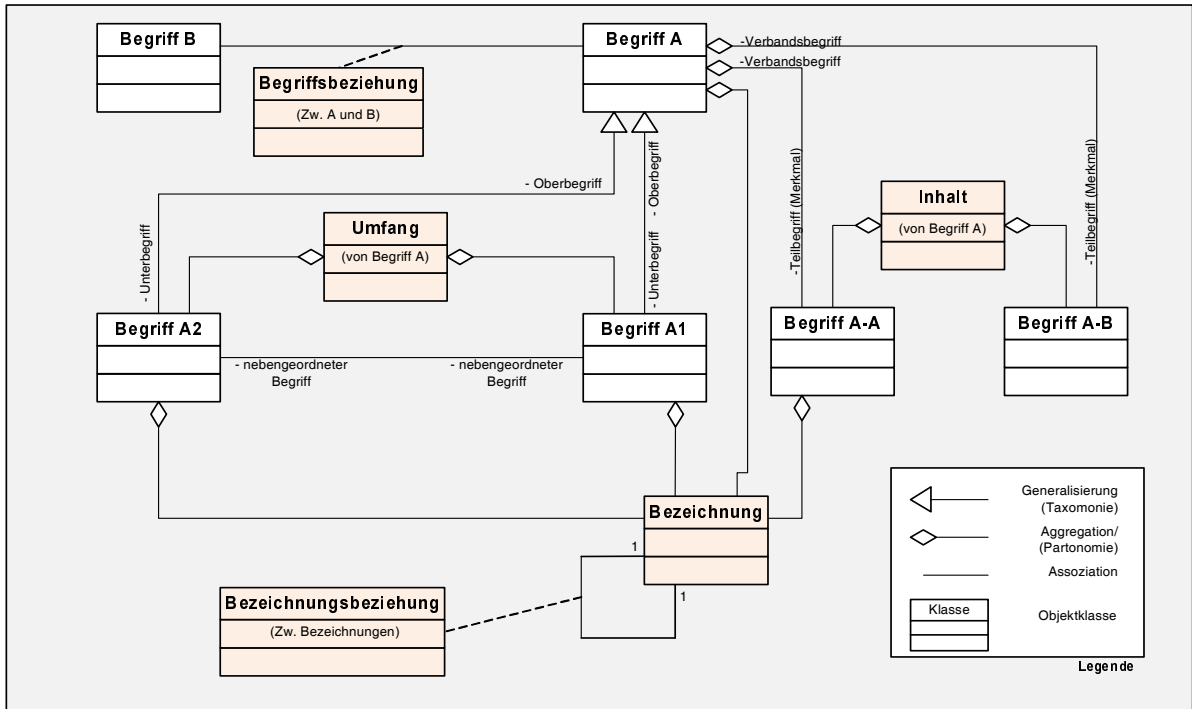 Begriff B
Begriff A
-Verbandsbegriff
-Verbandsbegriff
Begriffsbeziehung
(Zw. A und B)
- Oberbegriff
- Oberbegriff
- Unterbegriff
- Unterbegriff
-Teilbegriff (Merkmal)
-Teilbegriff (Merkmal)
Inhalt
(von Begriff A)
Umfang
(von Begriff A)
Begriff A2
Begriff A1
Begriff A-A
Begriff A-B
- nebengeordneter
Begriff
- nebengeordneter
Begriff
Bezeichnung
1
1
Bezeichnungsbeziehung
(Zw. Bezeichnungen)
Generalisierung
(Taxomonie)
Aggregation/
(Partonomie)
Assoziation
Klasse
Objektklasse
Legende